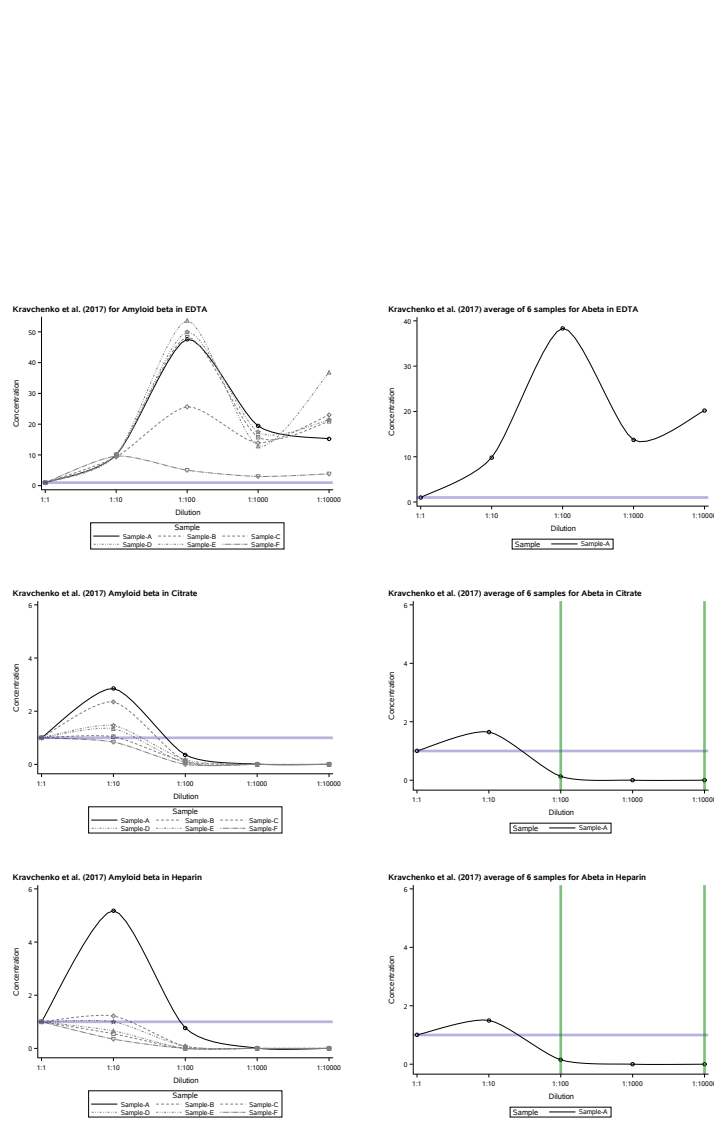 Kravchenko et al. (2017) for Amyloid beta in EDTA
Concentration
50
40
30
20
10
0
1:1 1:10 1:100 1:1000 1:10000
Dilution
Sample
Sample-A Sample-B Sample-C
Sample-D Sample-E Sample-F
Kravchenko et al. (2017) average of 6 samples for Abeta in EDTA
Concentration
40
30
20
10
0
1:1 1:10 1:100 1:1000 1:10000
Dilution
Sample Sample-A
Kravchenko et al. (2017) Amyloid beta in Citrate
Concentration
6
4
2
0
1:1 1:10 1:100 1:1000 1:10000
Dilution
Sample
Sample-A Sample-B Sample-C
Sample-D Sample-E Sample-F
Kravchenko et al. (2017) average of 6 samples for Abeta in Citrate
Concentration
6
4
2
0
1:1 1:10 1:100 1:1000 1:1000
Dilution
Sample Sample-A
Kravchenko et al. (2017) Amyloid beta in Heparin
Concentration
6
4
2
0
1:1 1:10 1:100 1:1000 1:10000
Dilution
Sample
Sample-A Sample-B Sample-C
Sample-D Sample-E Sample-F
Kravchenko et al. (2017) average of 6 samples for Abeta in Heparin
Concentration
6
4
2
0
1:1 1:10 1:100 1:1000 1:1000
Dilution
Sample Sample-A